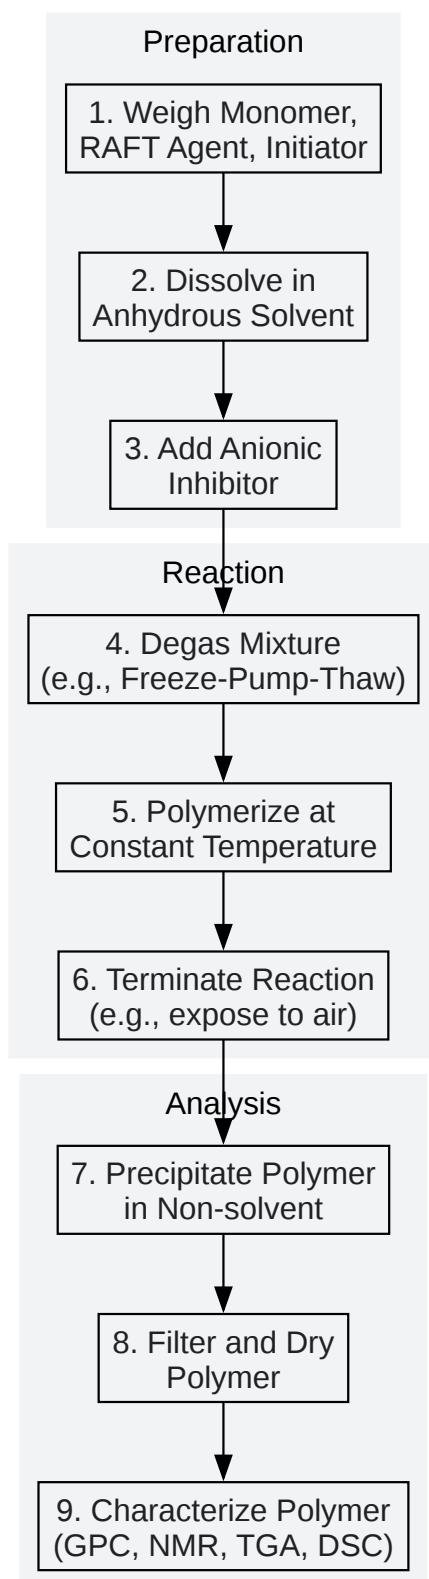 Preparation
1. Weigh Monomer,
RAFT Agent, Initiator
2. Dissolve in
Anhydrous Solvent
3. Add Anionic
Inhibitor
Reaction
4. Degas Mixture
(e.g., Freeze-Pump-Thaw)
5. Polymerize at
Constant Temperature
6. Terminate Reaction
(e.g., expose to air)
Analysis
7. Precipitate Polymer
in Non-solvent
8. Filter and Dry
Polymer
9. Characterize Polymer
(GPC, NMR, TGA, DSC)